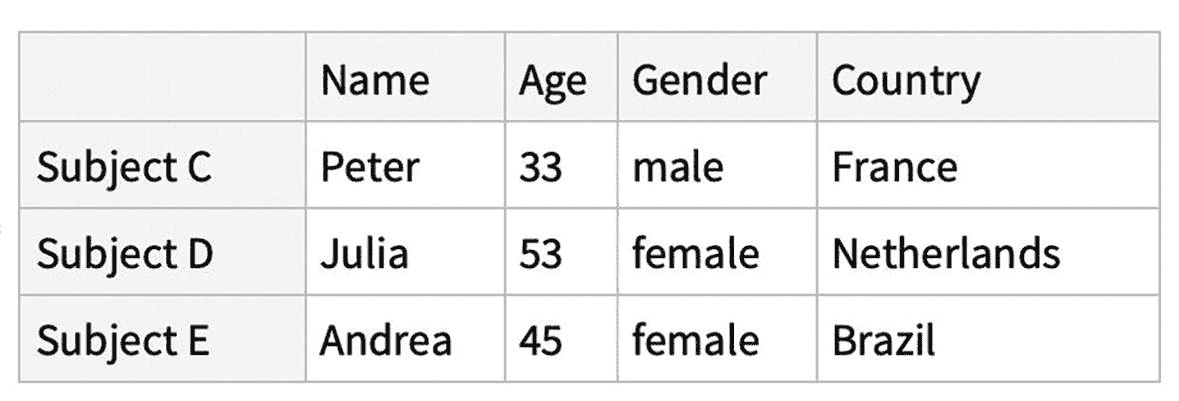 Name Age Gender Country
Subject C Peter 33 male France
Subject D Julia 53 female Netherlands
Subject E Andrea 45 female Brazil